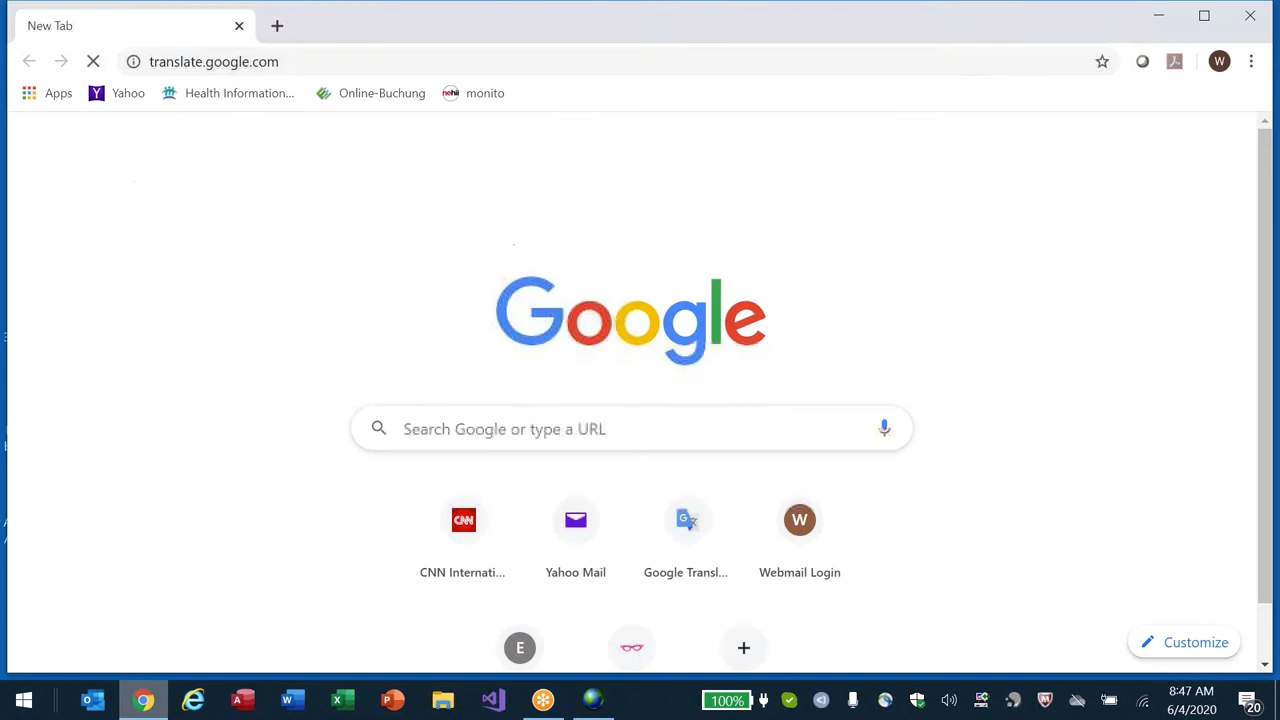 New Tab
translate.google.com
Apps
Yahoo
Health Information...
Online-Buchung
nehii
monito
Google
Search Google or type a URL
CNN
W
CNN Internati...
Yahoo Mail
Google Transl...
Webmail Login
E
Customize
100%
8:47 AM
6/4/2020
20